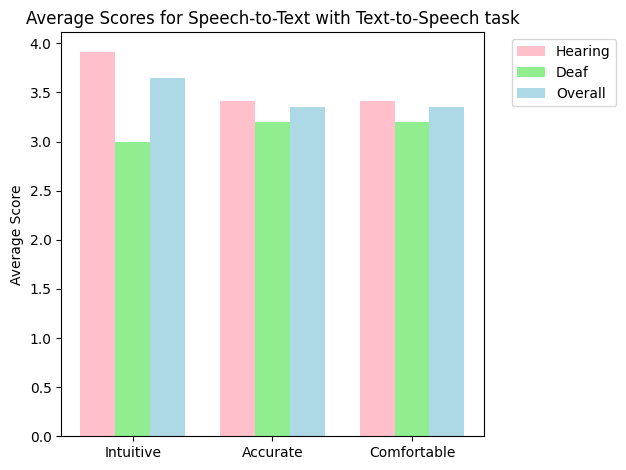 Average Scores for Speech-to-Text with Text-to-Speech task
Hearing
Deaf
Overall
Average Score
4.0
3.5
3.0
2.5
2.0
1.5
1.0
0.5
0.0
Intuitive
Accurate
Comfortable